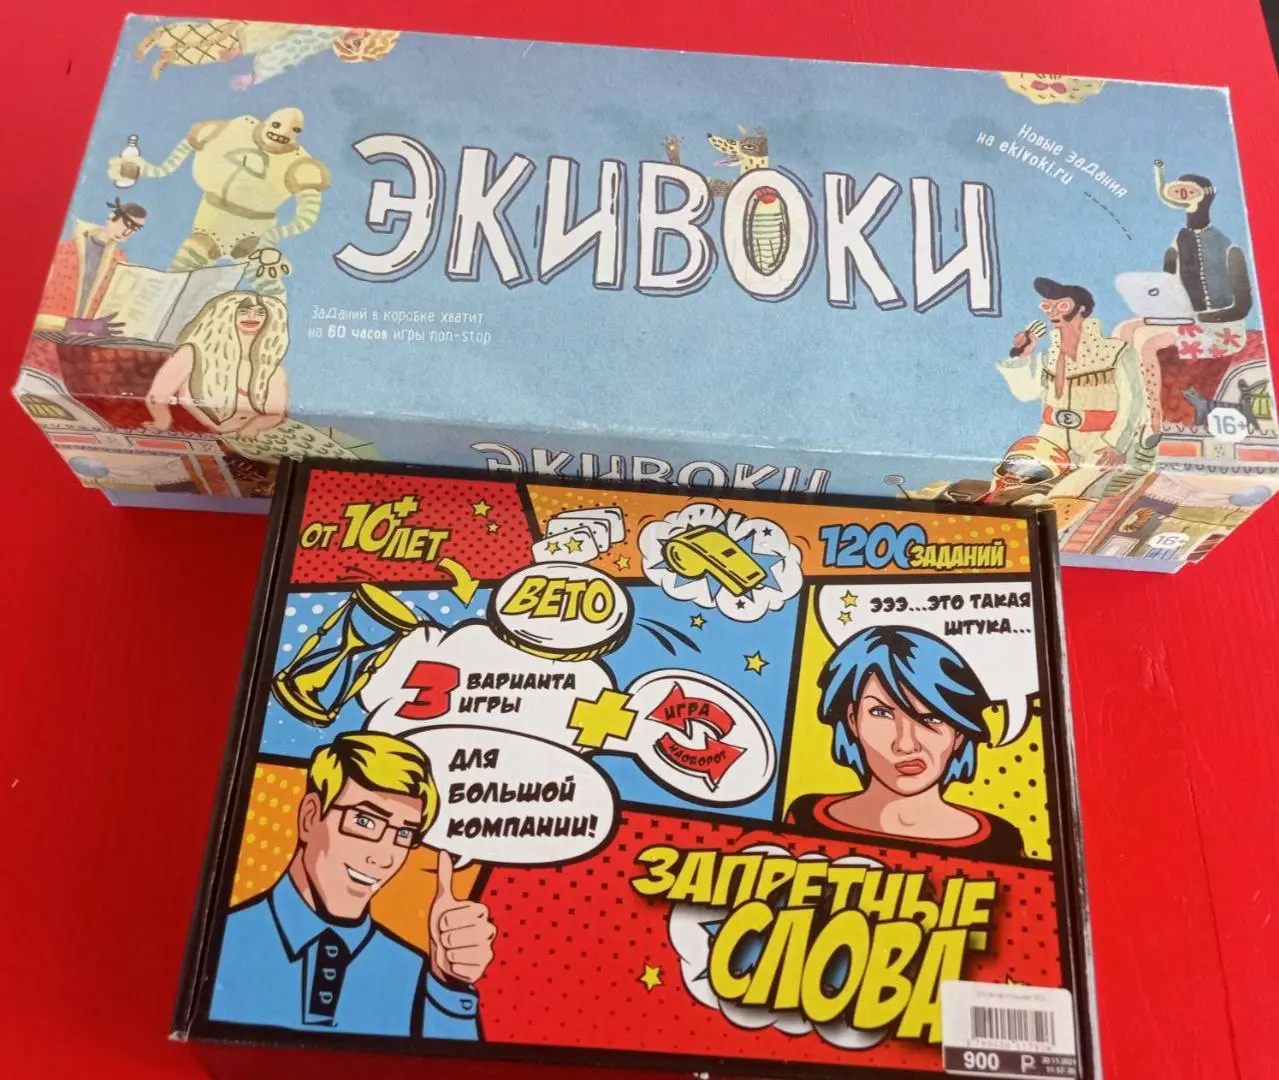 ЭКИВОКИ
Новые заДания
на ekivoki.ru
ЗаДаний в коробке хватит
на 60 часов игры non-stop
16+
ЭКИВОКИ
16+
ОТ 10+ ЛЕТ
ВЕТО
1200 ЗАДАНИЙ
ЭЭЭ...ЭТО ТАКАЯ
ШТУКА...
3 ВАРИАНТА
ИГРЫ
ИГРА
НАОБОРОТ
ДЛЯ
БОЛЬШОЙ
КОМПАНИИ!
ЗАПРЕТНЫЕ
СЛОВА
900 ₽